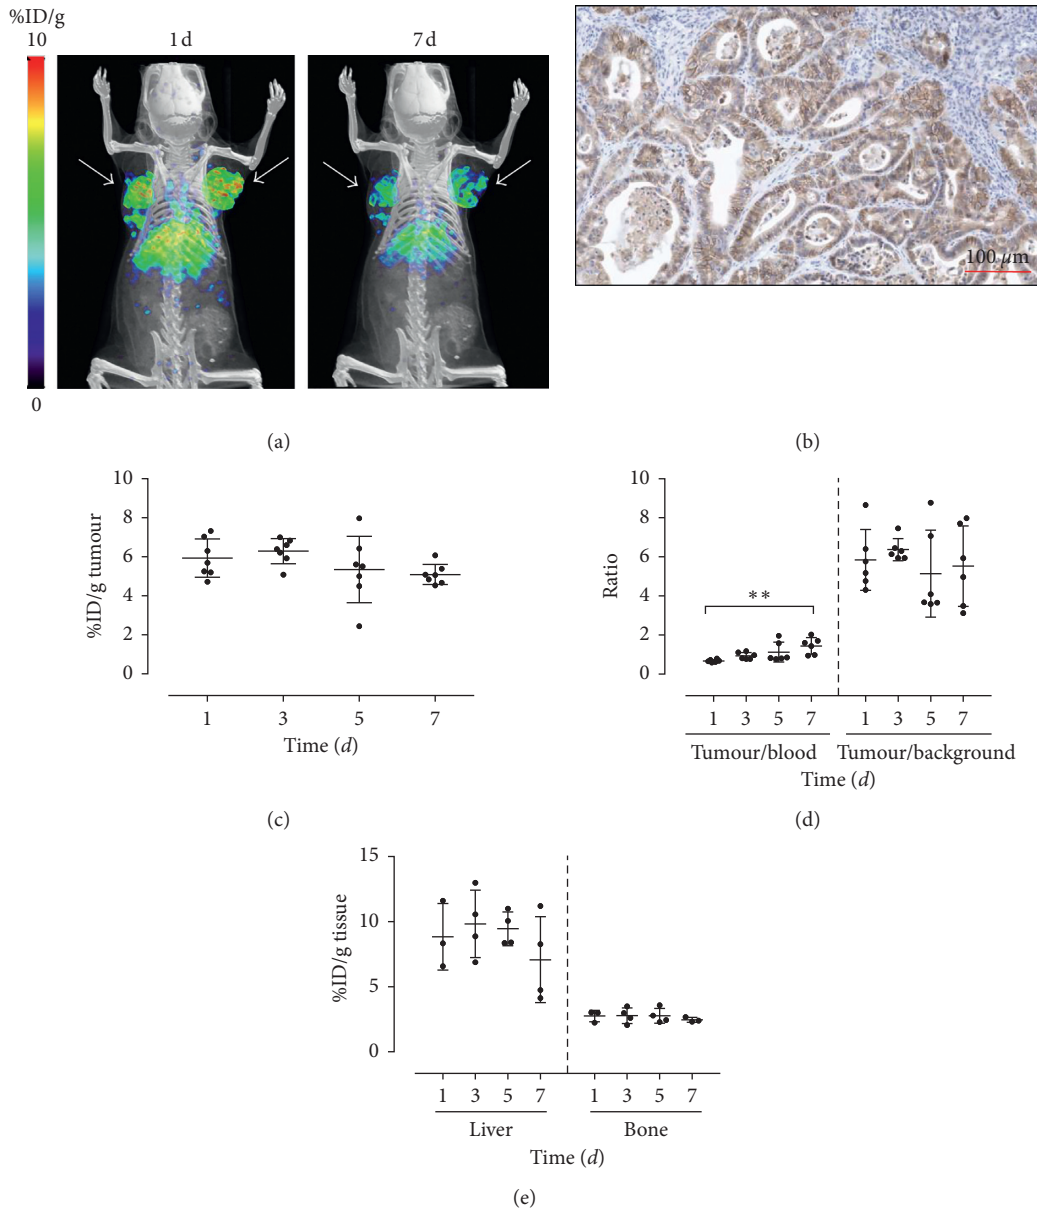 %ID/g
10
0
1 d
7 d
(a)
100 µm
(b)
%ID/g tumour
10
8
6
4
2
0
1 3 5 7
Time (d)
(c)
Ratio
10
8
6
4
2
0
**
1 3 5 7 1 3 5 7
Tumour/blood Tumour/background
Time (d)
(d)
%ID/g tissue
15
10
5
0
1 3 5 7 1 3 5 7
Liver Bone
Time (d)
(e)